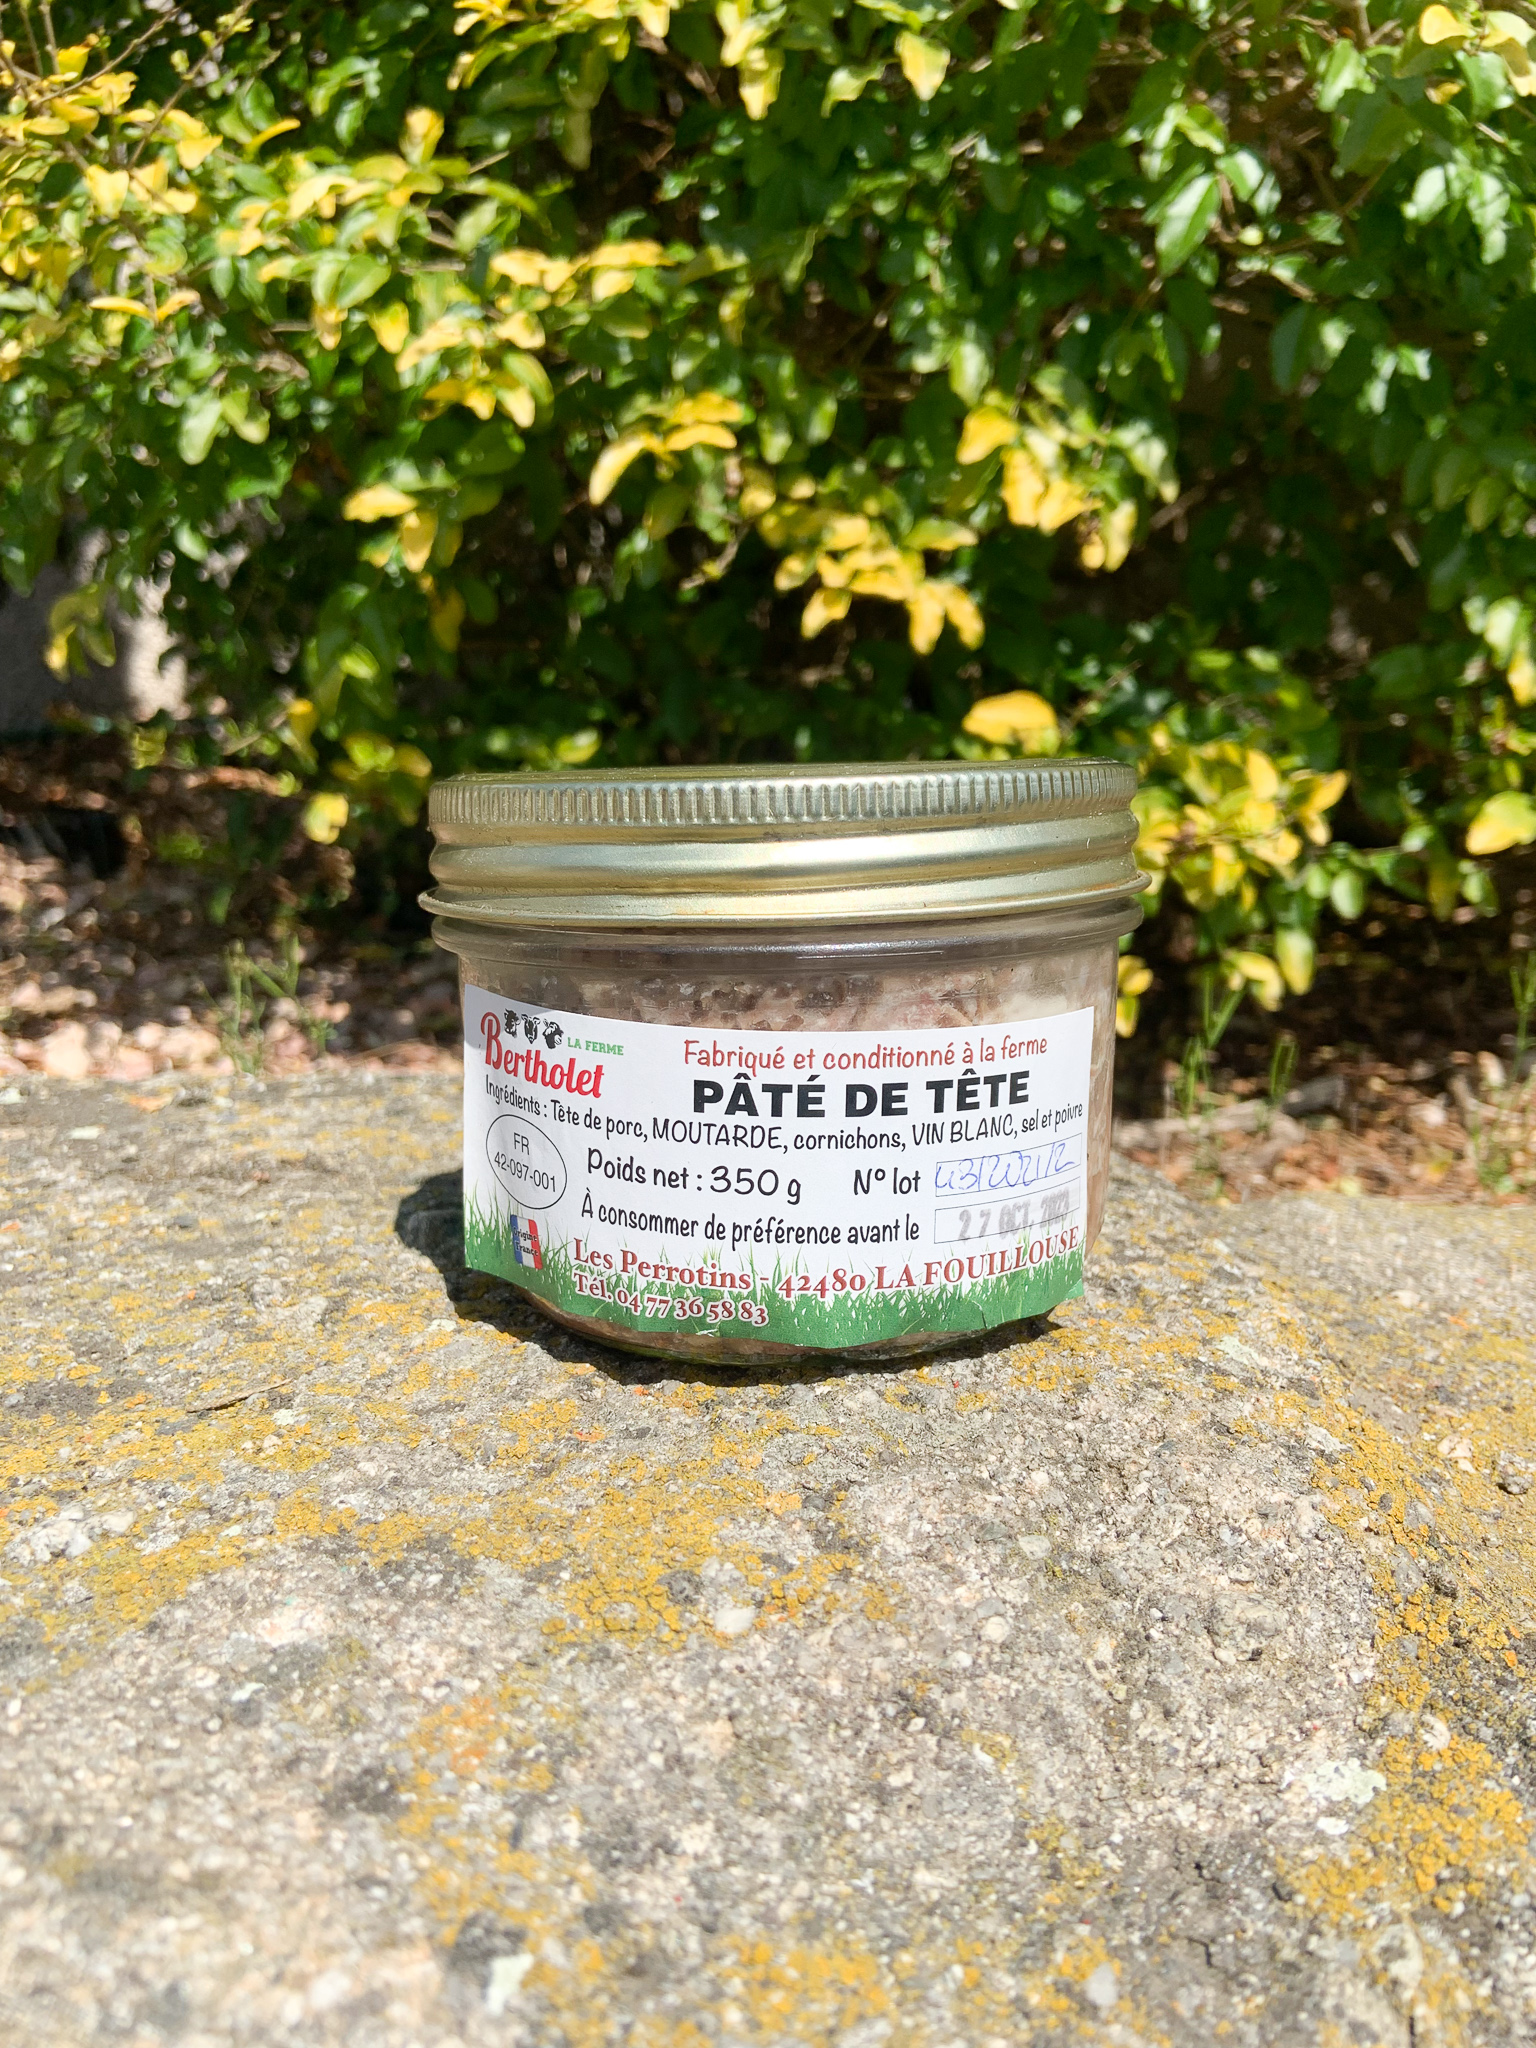 LA FERME
Bertholet
Fabriqué et conditionné à la ferme
PÂTÉ DE TÊTE
Ingrédients : Tête de porc, MOUTARDE, cornichons, VIN BLANC, sel et poivre
FR
42-097-001
Poids net : 350 g
N° lot
À consommer de préférence avant le 27 OCT.
Origine
France
Les Perrotins - 42480 LA FOUILLOUSE
Tél. 04 77 36 58 83